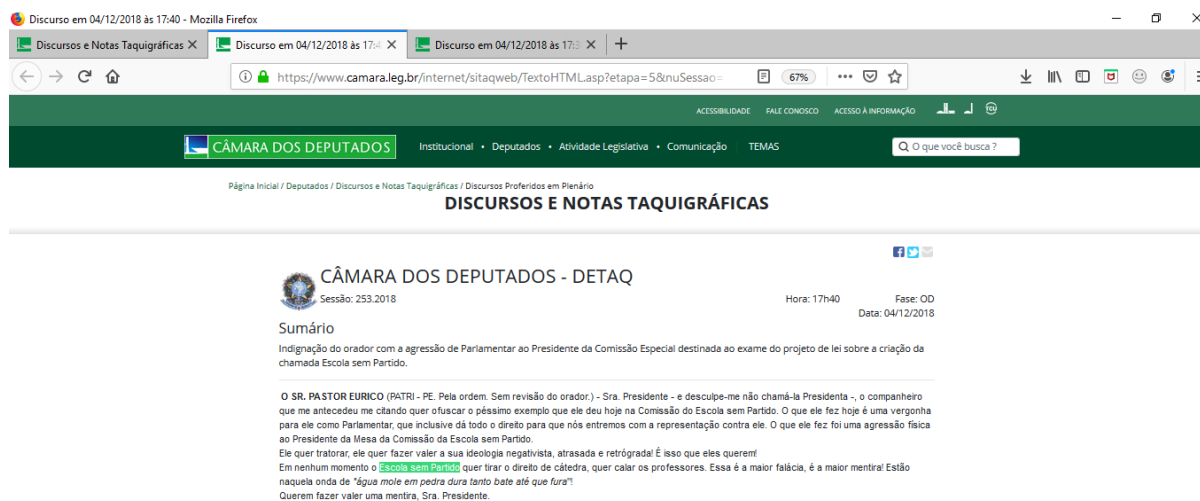 Discurso em 04/12/2018 às 17:40 - Mozilla Firefox
Discursos e Notas Taquigráficas
Discurso em 04/12/2018 às 17:4
Discurso em 04/12/2018 às 17:3
https://www.camara.leg.br/internet/sitaqweb/TextoHTML.asp?etapa=5&nuSessao=
67%
ACESSIBILIDADE FALE CONOSCO ACESSO À INFORMAÇÃO
CÂMARA DOS DEPUTADOS
Institucional • Deputados • Atividade Legislativa • Comunicação TEMAS
O que você busca ?
Página Inicial / Deputados / Discursos e Notas Taquigráficas / Discursos Proferidos em Plenário
DISCURSOS E NOTAS TAQUIGRÁFICAS
CÂMARA DOS DEPUTADOS - DETAQ
Sessão: 253.2018 Hora: 17h40 Fase: OD
Data: 04/12/2018
Sumário
Indignação do orador com a agressão de Parlamentar ao Presidente da Comissão Especial destinada ao exame do projeto de lei sobre a criação da
chamada Escola sem Partido.
O SR. PASTOR EURICO (PATRI - PE. Pela ordem. Sem revisão do orador.) - Sra. Presidente - e desculpe-me não chamá-la Presidenta -, o companheiro
que me antecedeu me citando quer ofuscar o péssimo exemplo que ele deu hoje na Comissão do Escola sem Partido. O que ele fez hoje é uma vergonha
para ele como Parlamentar, que inclusive dá todo o direito para que nós entremos com a representação contra ele. O que ele fez foi uma agressão física
ao Presidente da Mesa da Comissão da Escola sem Partido.
Ele quer tratorar, ele quer fazer valer a sua ideologia negativista, atrasada e retrógrada! É isso que eles querem!
Em nenhum momento o Escola sem Partido quer tirar o direito de cátedra, quer calar os professores. Essa é a maior falácia, é a maior mentira! Estão
naquela onda de "água mole em pedra dura tanto bate até que fura"!
Querem fazer valer uma mentira, Sra. Presidente.